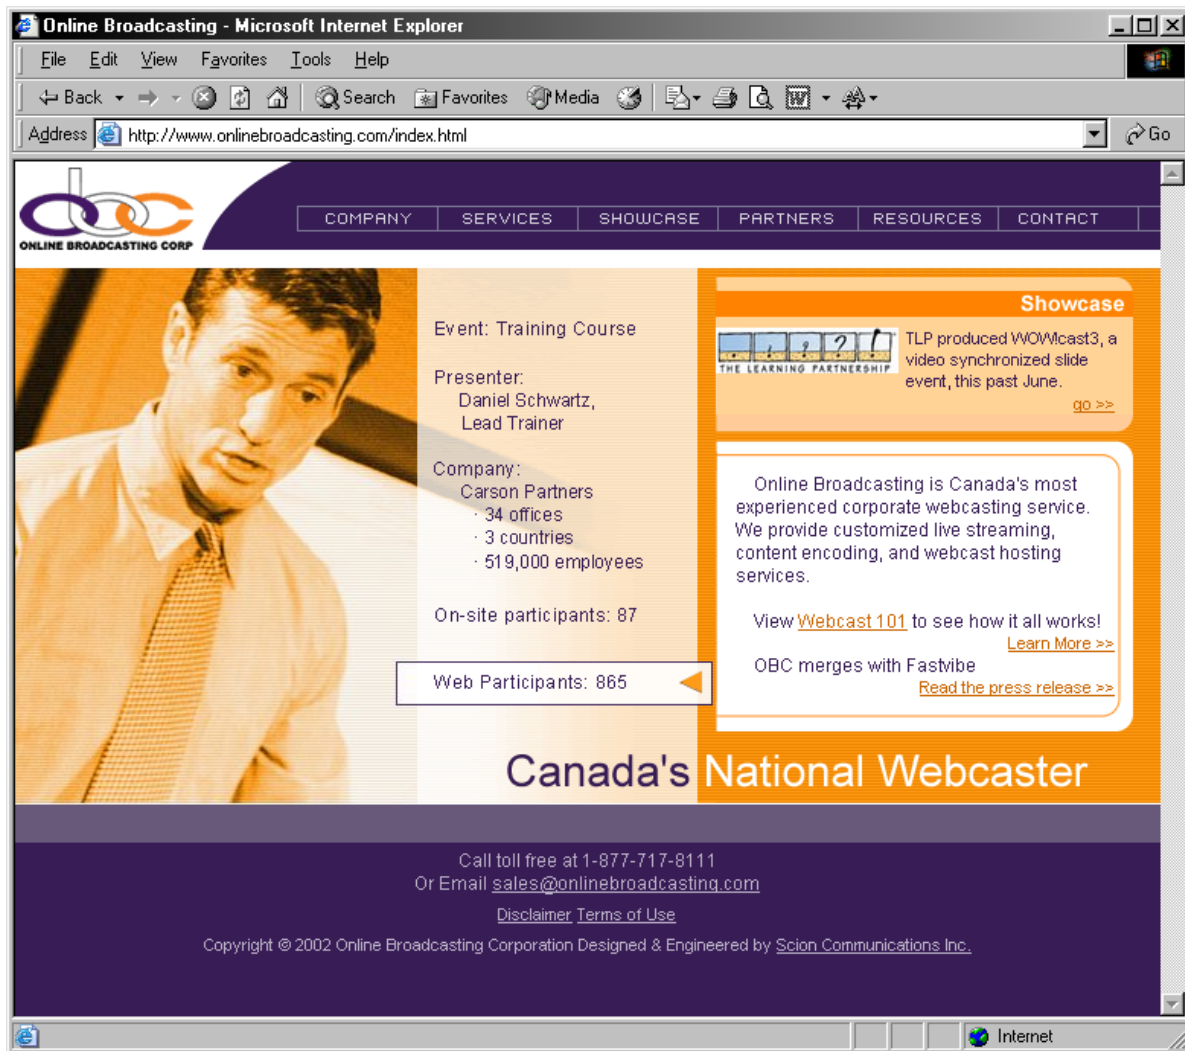 Online Broadcasting - Microsoft Internet Explorer
File Edit View Favorites Tools Help
Back Search Favorites Media
Address http://www.onlinebroadcasting.com/index.html Go
obc
ONLINE BROADCASTING CORP
COMPANY SERVICES SHOWCASE PARTNERS RESOURCES CONTACT
Event: Training Course
Presenter:
Daniel Schwartz,
Lead Trainer
Company:
Carson Partners
· 34 offices
· 3 countries
· 519,000 employees
On-site participants: 87
Web Participants: 865
Showcase
THE LEARNING PARTNERSHIP
TLP produced WOW!cast3, a
video synchronized slide
event, this past June.
go >>
Online Broadcasting is Canada's most
experienced corporate webcasting service.
We provide customized live streaming,
content encoding, and webcast hosting
services.
View Webcast 101 to see how it all works!
Learn More >>
OBC merges with Fastvibe
Read the press release >>
Canada's National Webcaster
Call toll free at 1-877-717-8111
Or Email sales@onlinebroadcasting.com
Disclaimer Terms of Use
Copyright © 2002 Online Broadcasting Corporation Designed & Engineered by Scion Communications Inc.
Internet